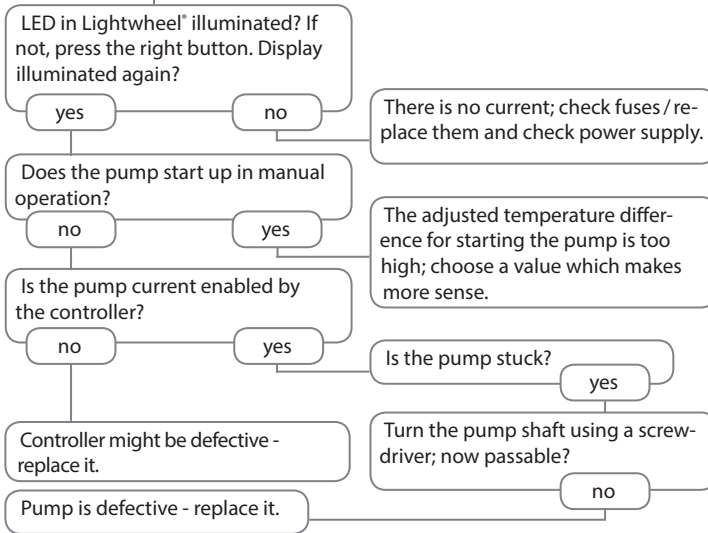 LED in Lightwheel® illuminated? If
not, press the right button. Display
illuminated again?
yes
no
There is no current; check fuses / re-
place them and check power supply.
Does the pump start up in manual
operation?
no
yes
The adjusted temperature differ-
ence for starting the pump is too
high; choose a value which makes
more sense.
Is the pump current enabled by
the controller?
no
yes
Is the pump stuck?
yes
Controller might be defective -
replace it.
Turn the pump shaft using a screw-
driver; now passable?
no
Pump is defective - replace it.